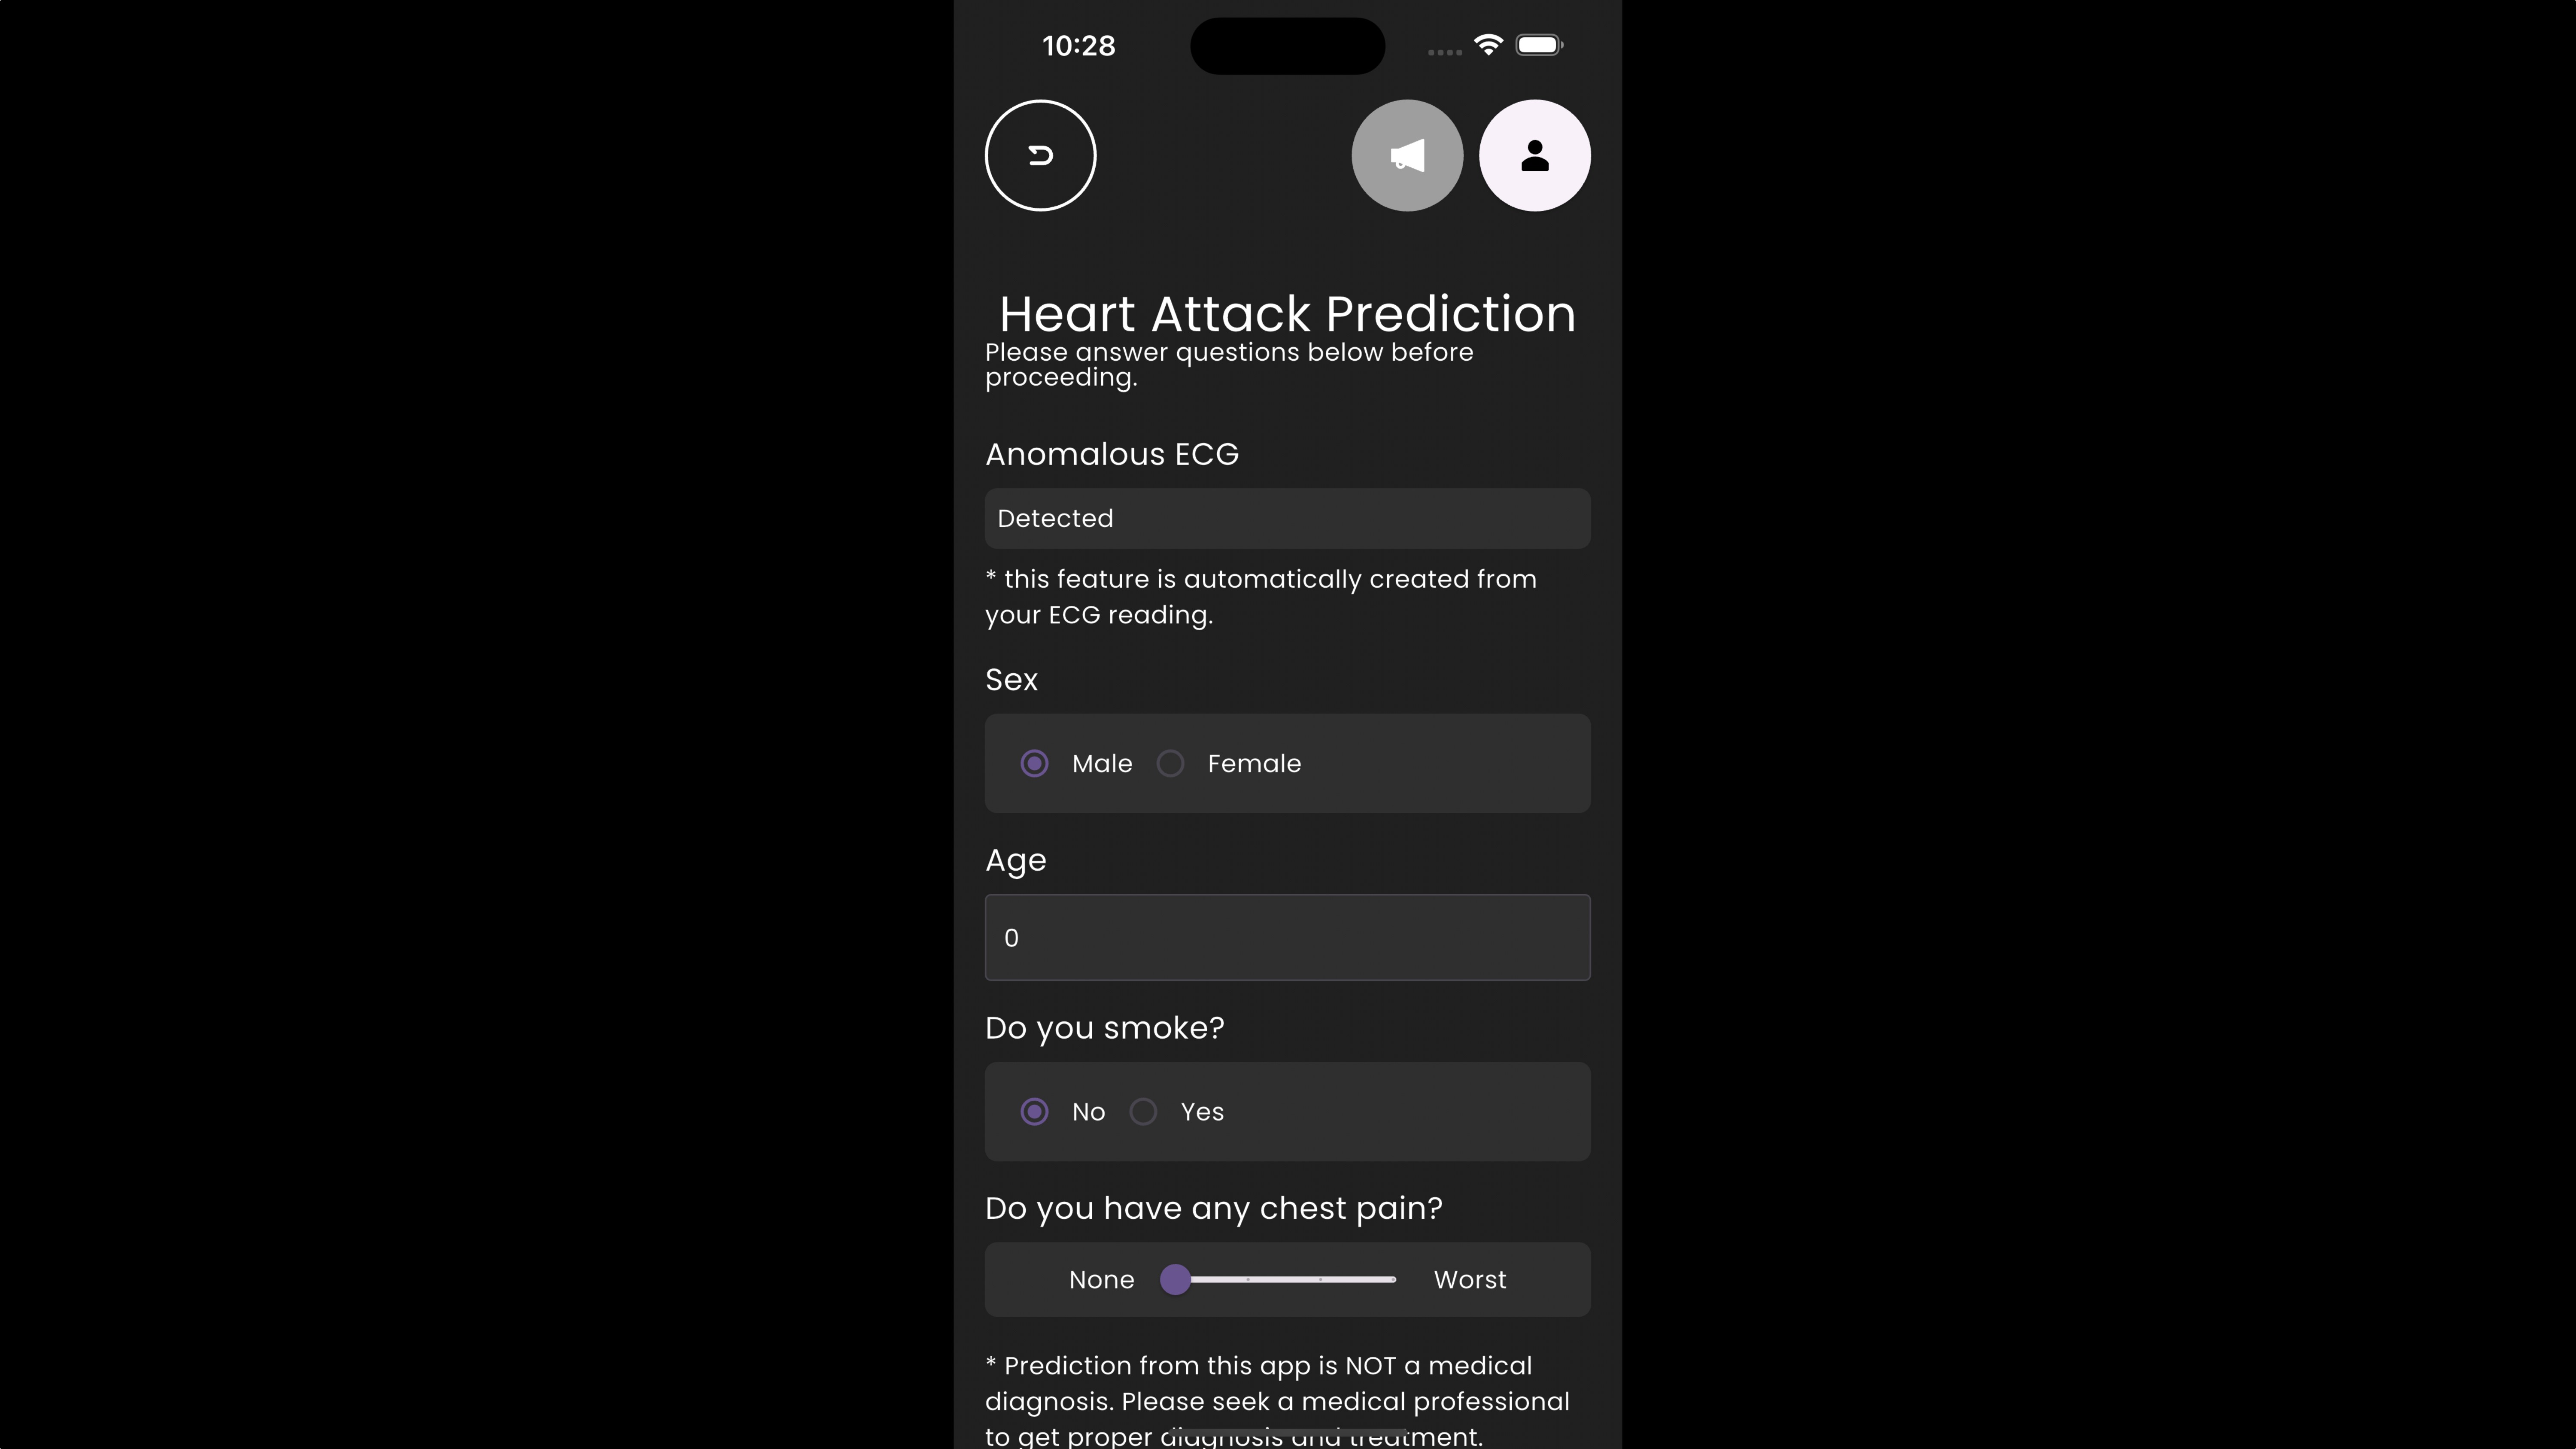 10:28
Heart Attack Prediction
Please answer questions below before
proceeding.
Anomalous ECG
Detected
* this feature is automatically created from
your ECG reading.
Sex
Male Female
Age
0
Do you smoke?
No Yes
Do you have any chest pain?
None Worst
* Prediction from this app is NOT a medical
diagnosis. Please seek a medical professional
to get proper diagnosis and treatment.